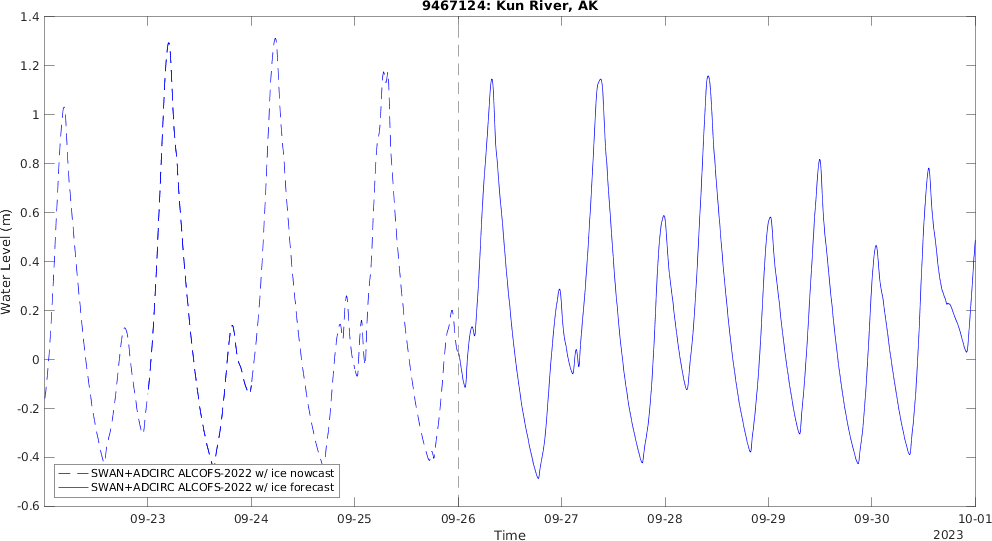 9467124: Kun River, AK
Water Level (m)
1.4
1.2
1
0.8
0.6
0.4
0.2
0
-0.2
-0.4
-0.6
SWAN+ADCIRC ALCOFS-2022 w/ ice nowcast
SWAN+ADCIRC ALCOFS-2022 w/ ice forecast
09-23 09-24 09-25 09-26 09-27 09-28 09-29 09-30 10-01
Time
2023